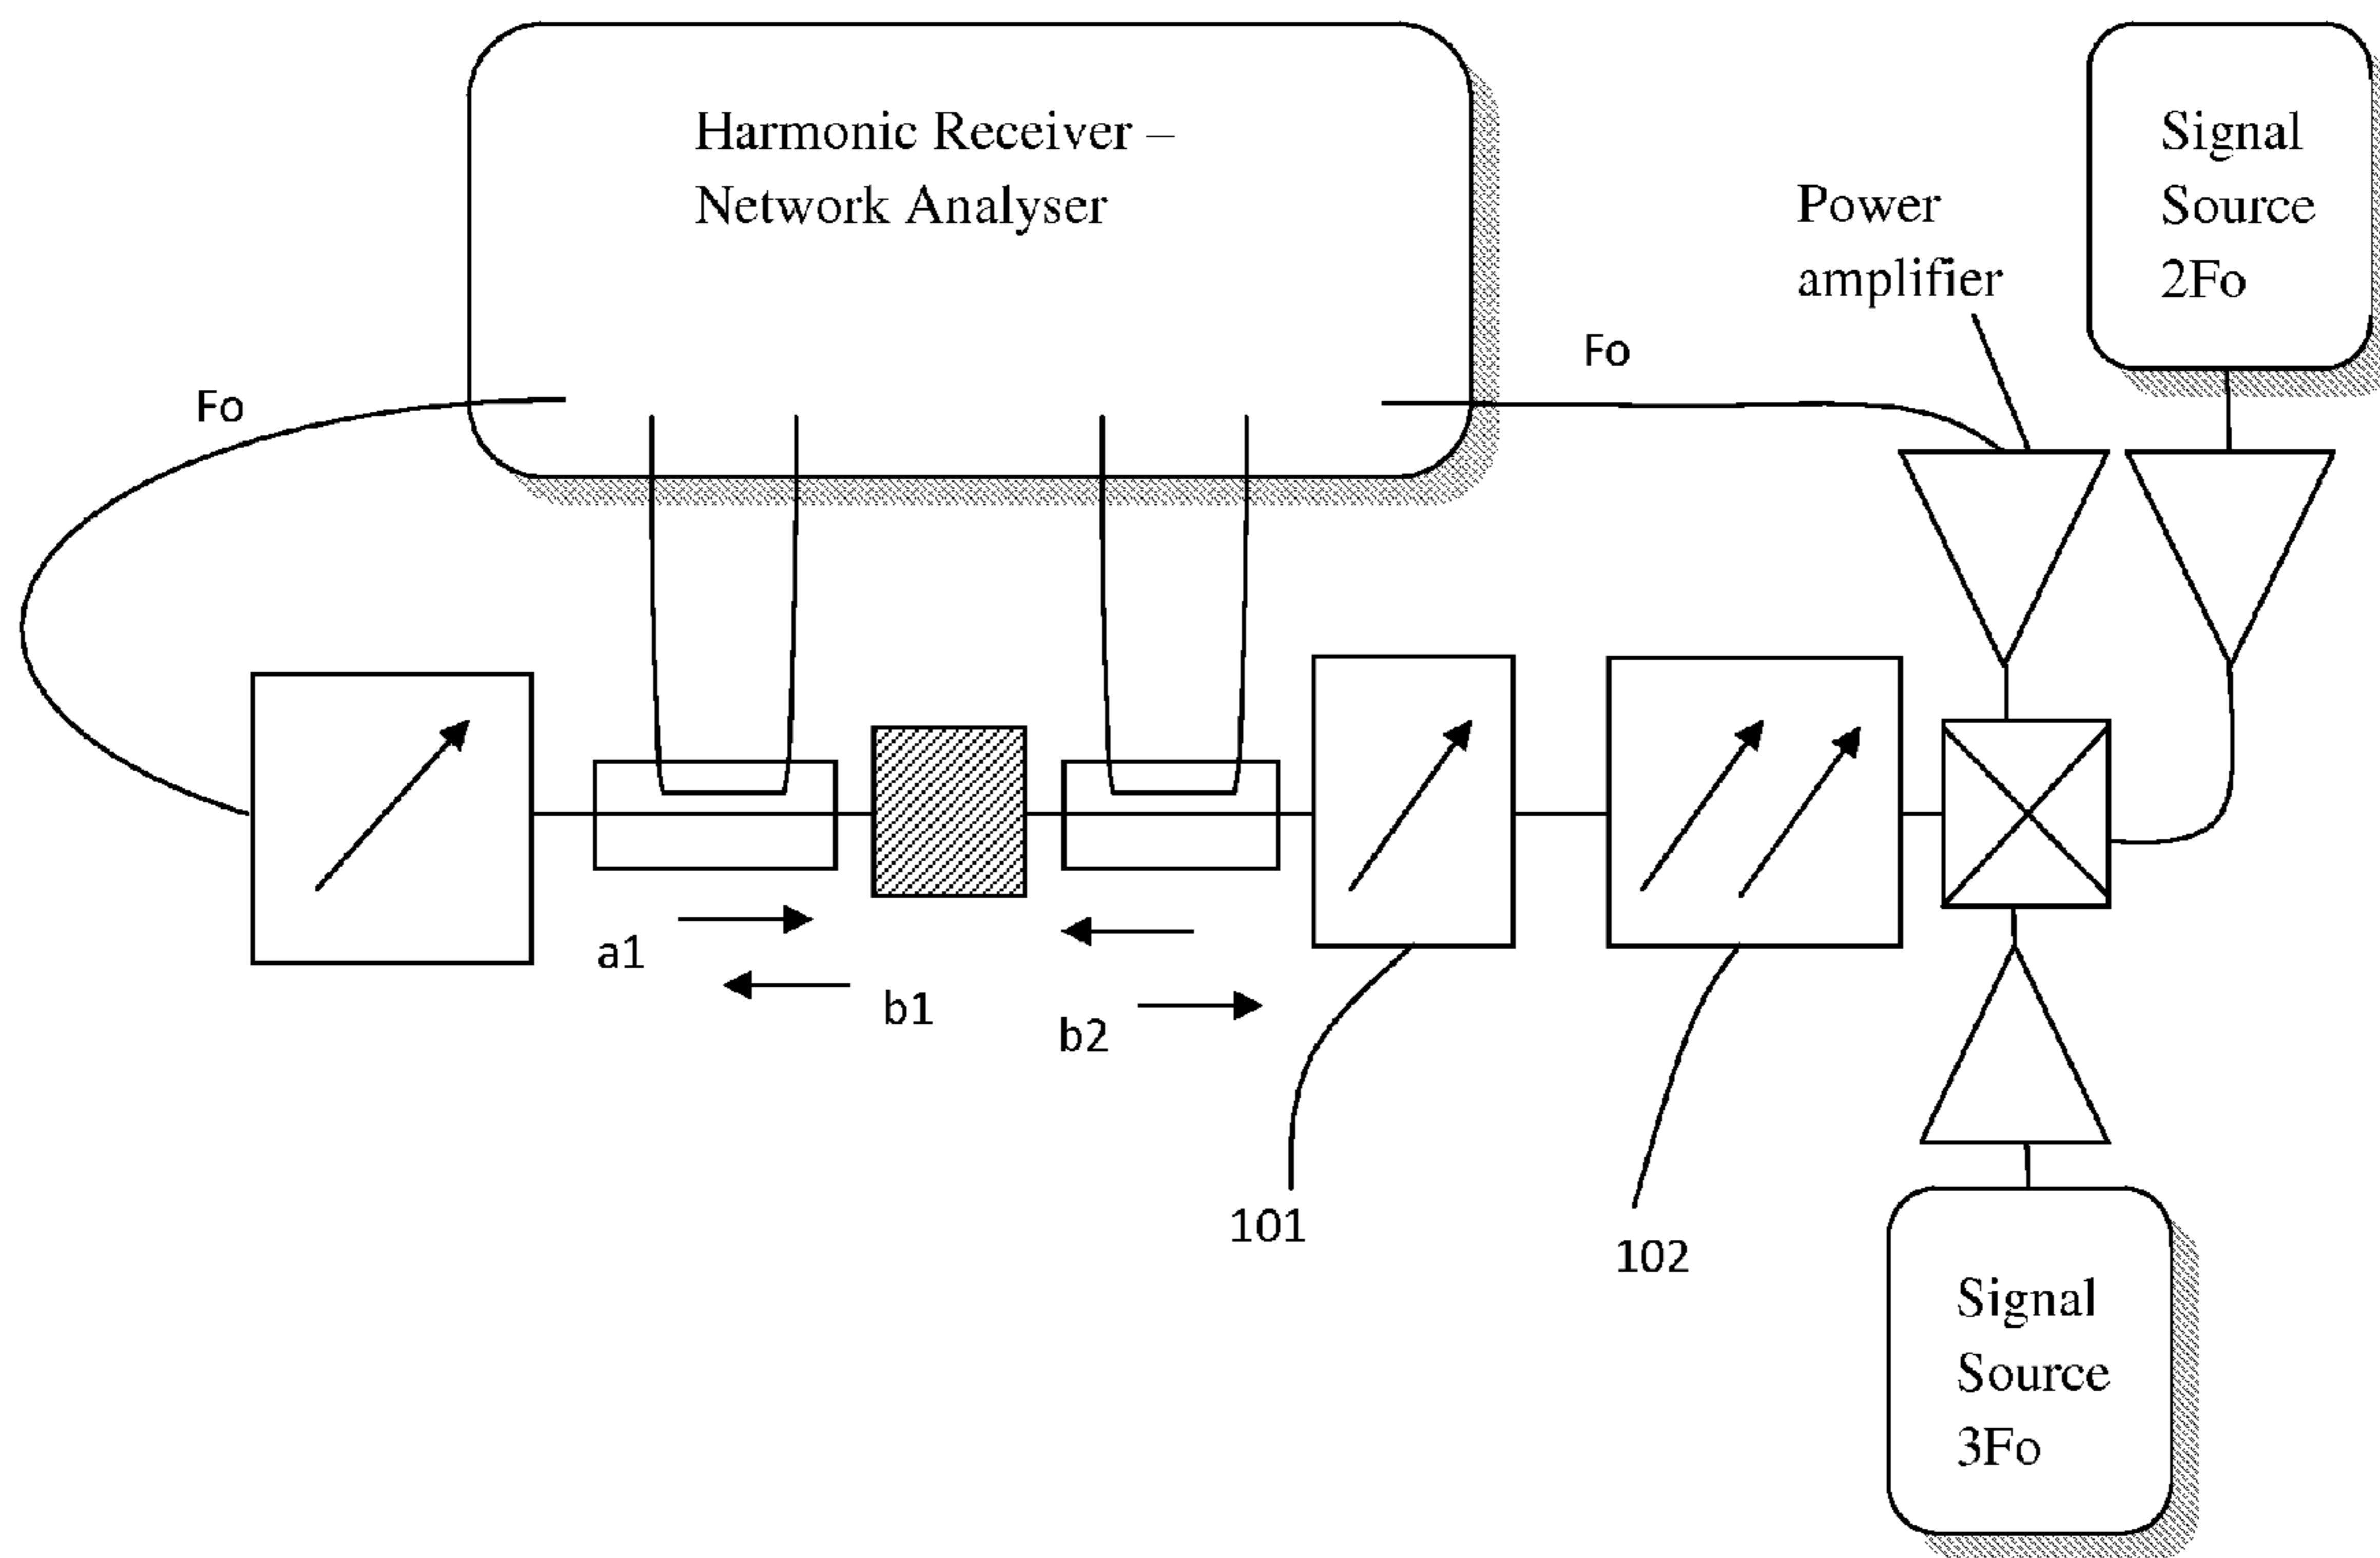 Harmonic Receiver –
Network Analyser
Signal
Source
2Fo
Power
amplifier
Fo
Fo
a1
b1
b2
101
102
Signal
Source
3Fo